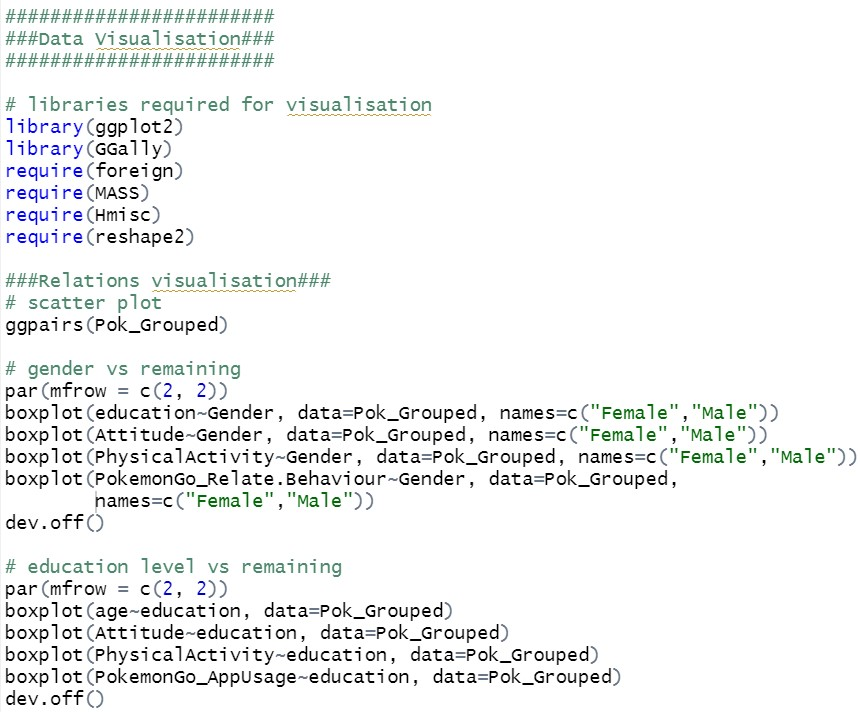 ########################
###Data Visualisation###
########################
# libraries required for visualisation
library(ggplot2)
library(GGally)
require(foreign)
require(MASS)
require(Hmisc)
require(reshape2)
###Relations visualisation###
# scatter plot
ggpairs(Pok_Grouped)
# gender vs remaining
par(mfrow = c(2, 2))
boxplot(education~Gender, data=Pok_Grouped, names=c("Female","Male"))
boxplot(Attitude~Gender, data=Pok_Grouped, names=c("Female","Male"))
boxplot(PhysicalActivity~Gender, data=Pok_Grouped, names=c("Female","Male"))
boxplot(PokemonGo_Relate.Behaviour~Gender, data=Pok_Grouped,
        names=c("Female","Male"))
dev.off()
# education level vs remaining
par(mfrow = c(2, 2))
boxplot(age~education, data=Pok_Grouped)
boxplot(Attitude~education, data=Pok_Grouped)
boxplot(PhysicalActivity~education, data=Pok_Grouped)
boxplot(PokemonGo_AppUsage~education, data=Pok_Grouped)
dev.off()